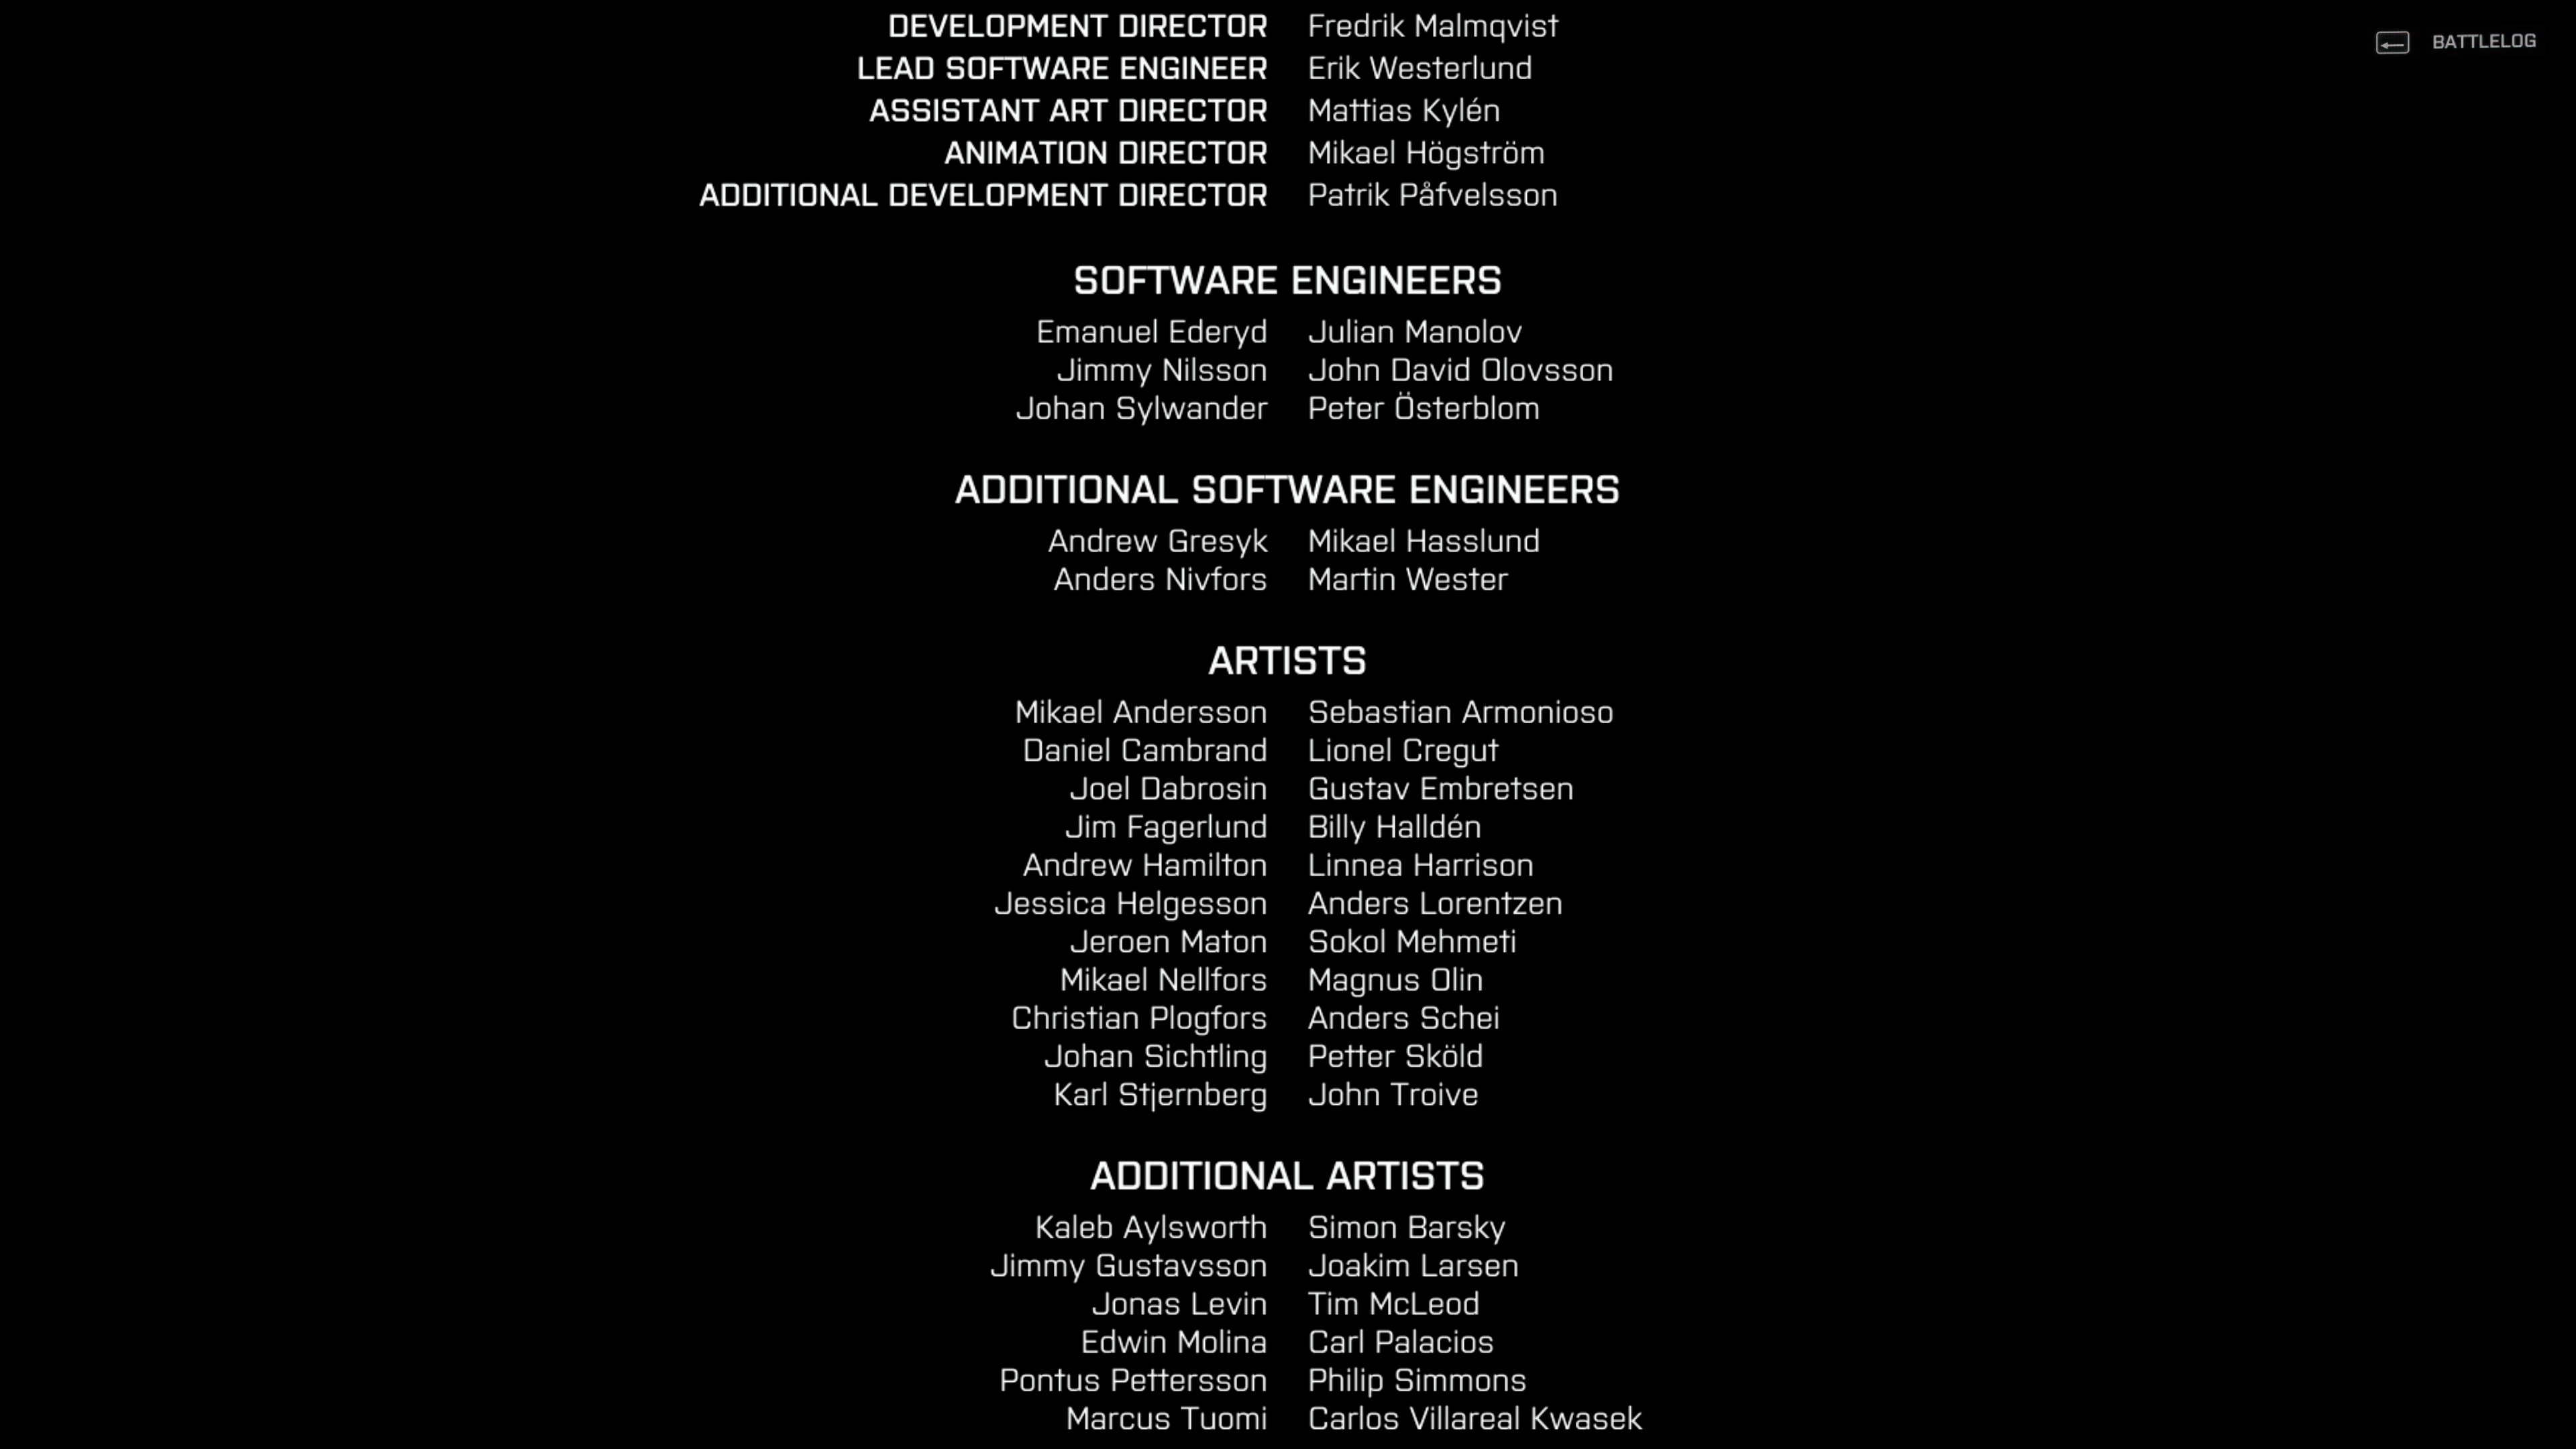 DEVELOPMENT DIRECTOR Fredrik Malmqvist
BATTLELOG
LEAD SOFTWARE ENGINEER Erik Westerlund
ASSISTANT ART DIRECTOR Mattias Kylén
ANIMATION DIRECTOR Mikael Högström
ADDITIONAL DEVELOPMENT DIRECTOR Patrik Påfvelsson
SOFTWARE ENGINEERS
Emanuel Ederyd Julian Manolov
Jimmy Nilsson John David Olovsson
Johan Sylwander Peter Österblom
ADDITIONAL SOFTWARE ENGINEERS
Andrew Gresyk Mikael Hasslund
Anders Nivfors Martin Wester
ARTISTS
Mikael Andersson Sebastian Armonioso
Daniel Cambrand Lionel Cregut
Joel Dabrosin Gustav Embretsen
Jim Fagerlund Billy Halldén
Andrew Hamilton Linnea Harrison
Jessica Helgesson Anders Lorentzen
Jeroen Maton Sokol Mehmeti
Mikael Nellfors Magnus Olin
Christian Plogfors Anders Schei
Johan Sichtling Petter Sköld
Karl Stjernberg John Troive
ADDITIONAL ARTISTS
Kaleb Aylsworth Simon Barsky
Jimmy Gustavsson Joakim Larsen
Jonas Levin Tim McLeod
Edwin Molina Carl Palacios
Pontus Pettersson Philip Simmons
Marcus Tuomi Carlos Villareal Kwasek